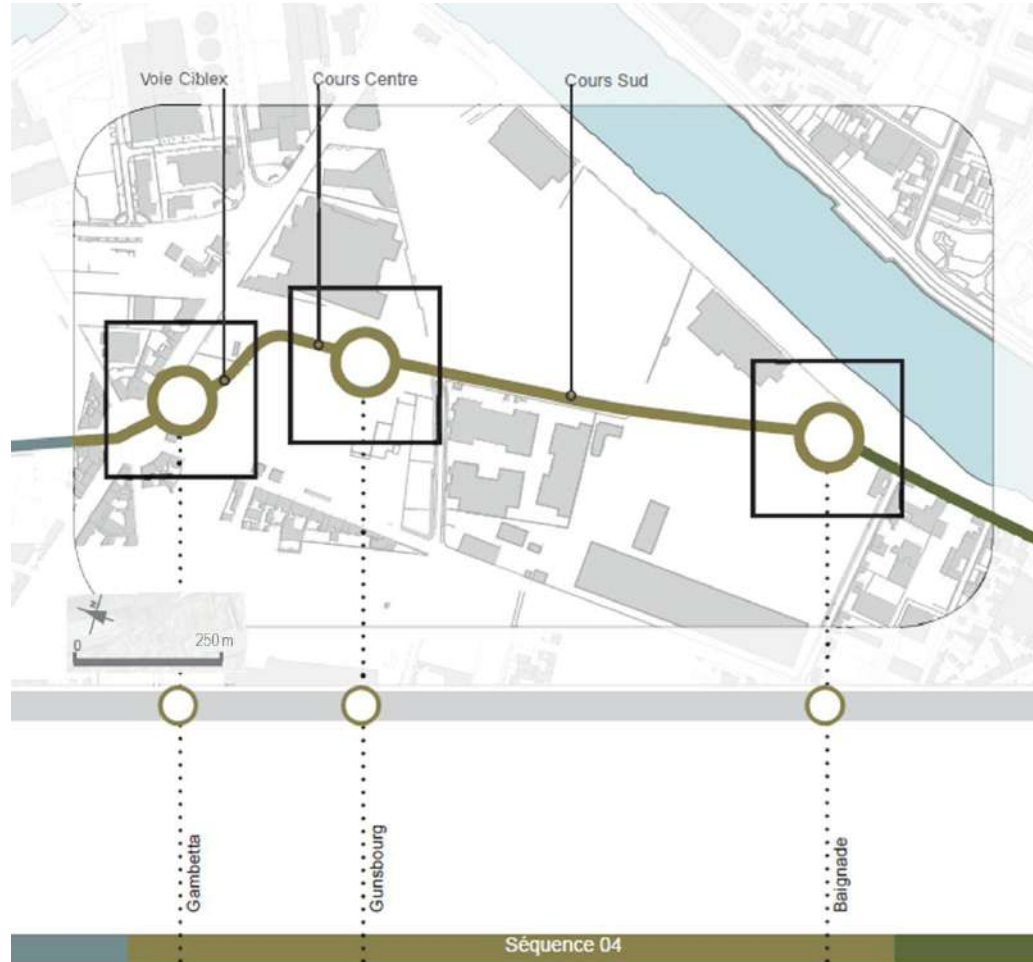 Voie Ciblex
Cours Centre
Cours Sud
N
0
250 m
Gambetta
Gunsbourg
Baignade
Séquence 04